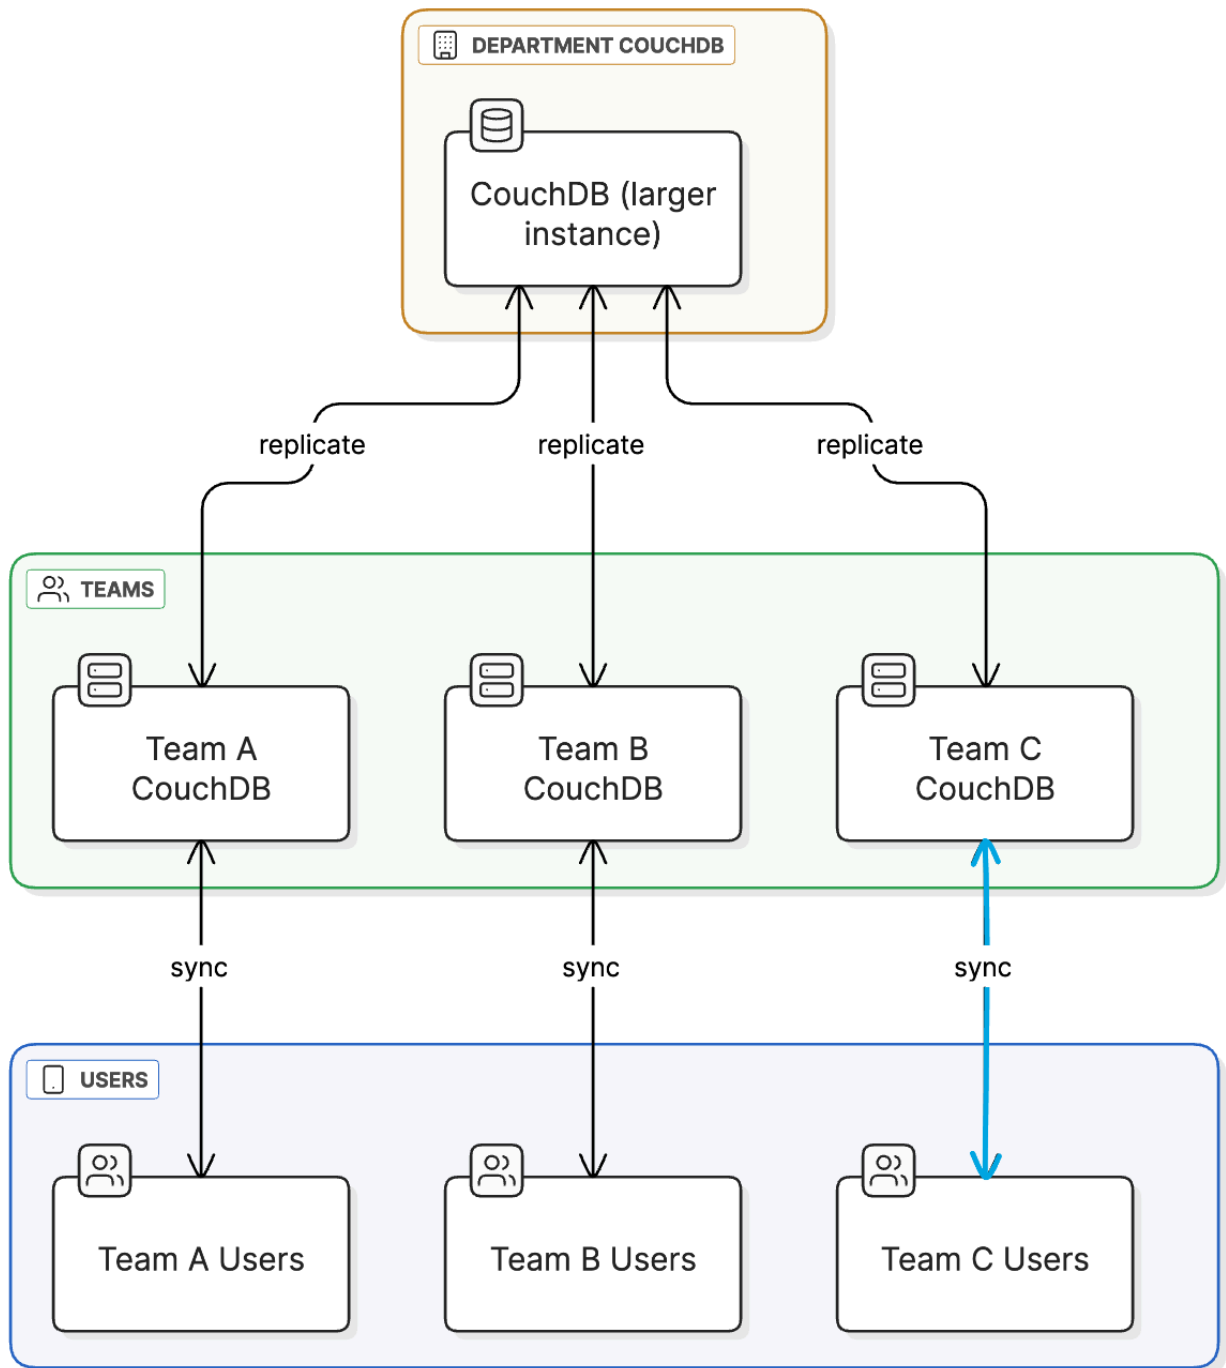 DEPARTMENT COUCHDB
CouchDB (larger
instance)
replicate
replicate
replicate
TEAMS
Team A
CouchDB
Team B
CouchDB
Team C
CouchDB
sync
sync
sync
USERS
Team A Users
Team B Users
Team C Users